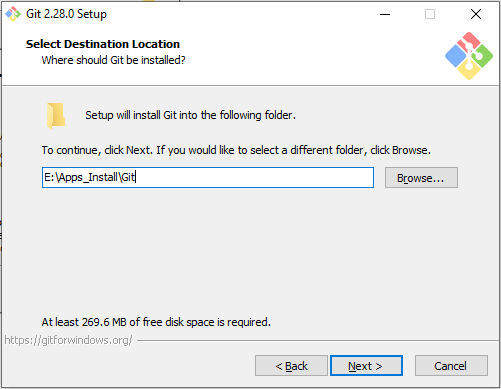 Git 2.28.0 Setup
Select Destination Location
Where should Git be installed?
Setup will install Git into the following folder.
To continue, click Next. If you would like to select a different folder, click Browse.
E:\Apps_Install\Git
Browse...
At least 269.6 MB of free disk space is required.
https://gitforwindows.org/
< Back
Next >
Cancel